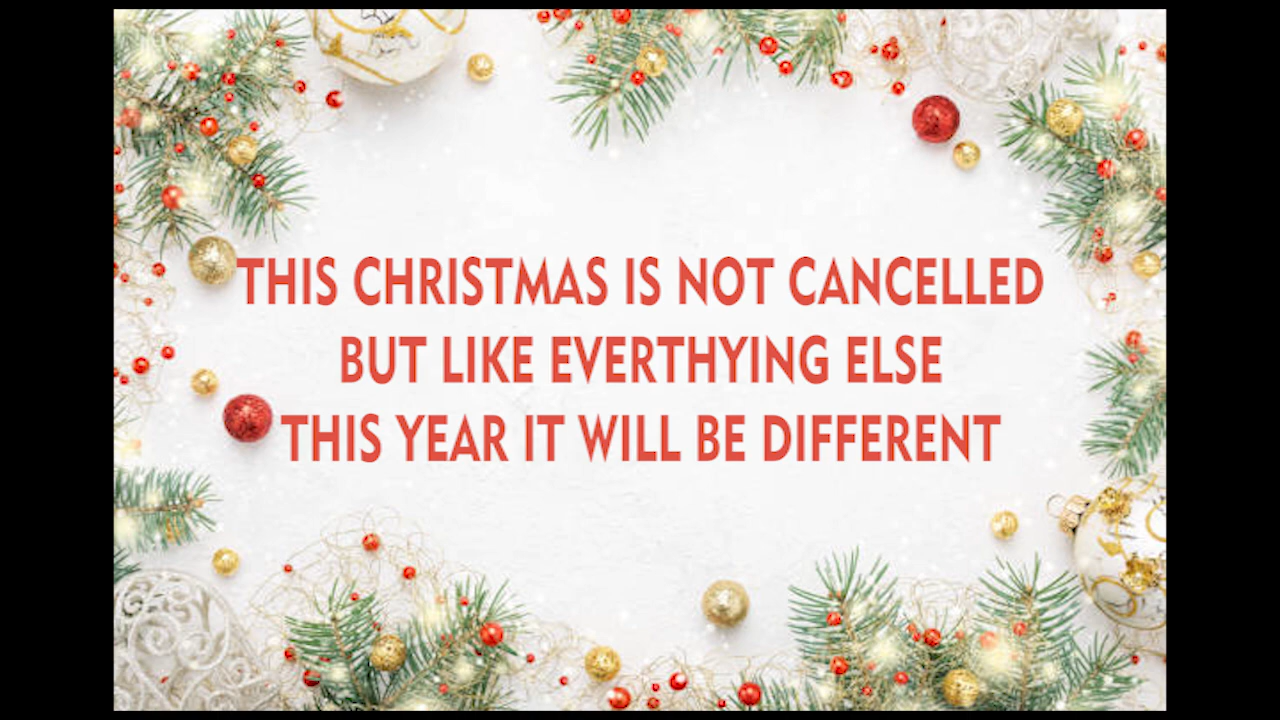 THIS CHRISTMAS IS NOT CANCELLED
BUT LIKE EVERTHYING ELSE
THIS YEAR IT WILL BE DIFFERENT